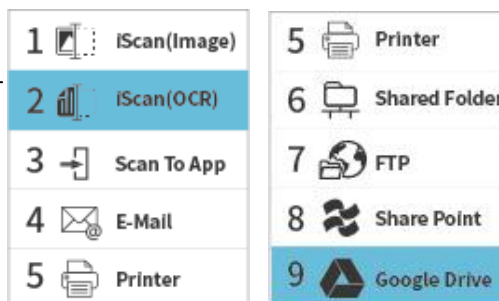 1 iScan(Image)
2 iScan(OCR)
3 Scan To App
4 E-Mail
5 Printer
5 Printer
6 Shared Folder
7 FTP
8 Share Point
9 Google Drive